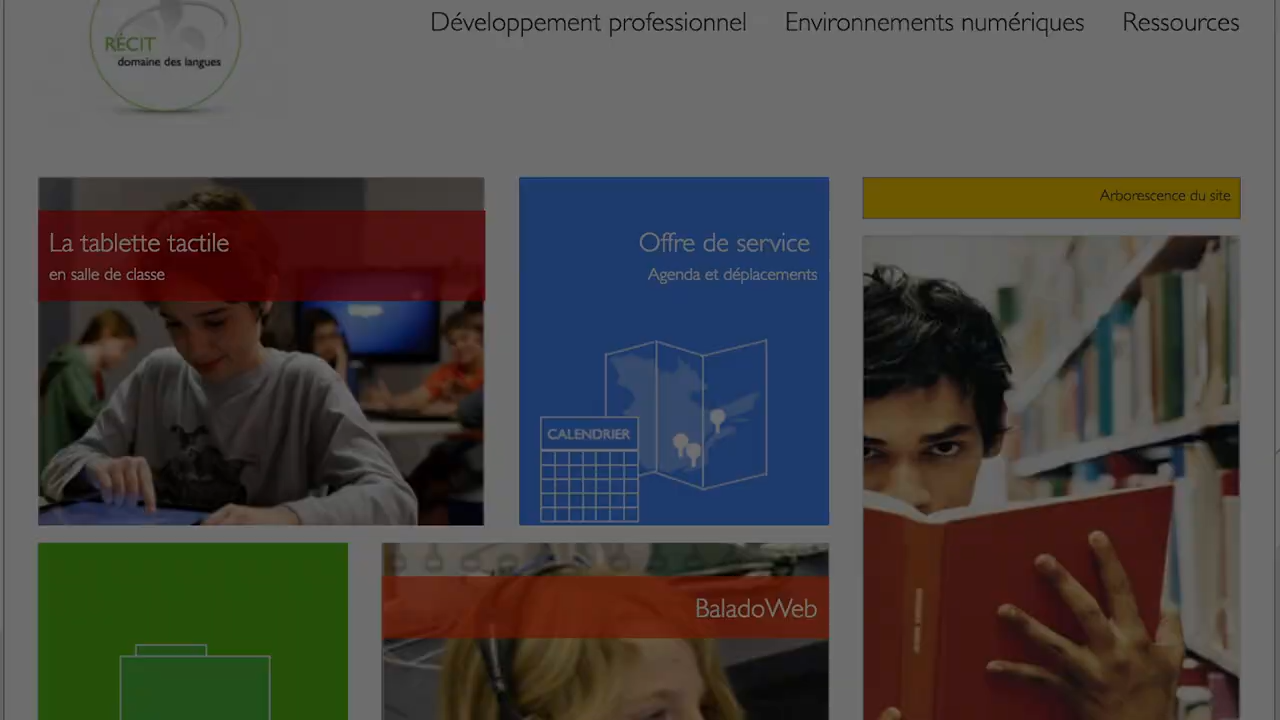 Développement professionnel
Environnements numériques
Ressources
RÉCIT
domaine des langues
La tablette tactile
en salle de classe
Offre de service
Agenda et déplacements
CALENDRIER
Arborescence du site
BaladoWeb